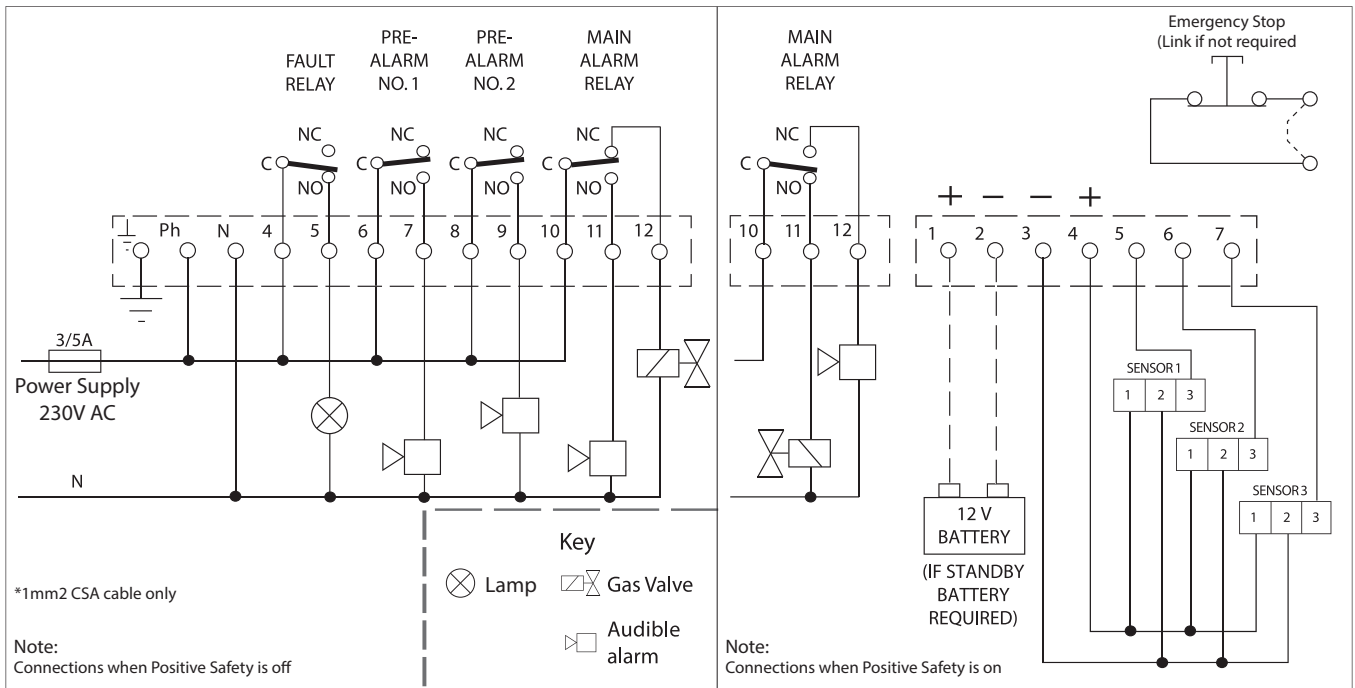 FAULT
RELAY
PRE-
ALARM
NO. 1
PRE-
ALARM
NO. 2
MAIN
ALARM
RELAY
NC
C
NO
NC
C
NO
NC
C
NO
NC
C
NO
Ph N 4 5 6 7 8 9 10 11 12
3/5A
Power Supply
230V AC
N
*1mm2 CSA cable only
Note:
Connections when Positive Safety is off
Key
Lamp
Gas Valve
Audible
alarm
MAIN
ALARM
RELAY
NC
C
NO
10 11 12
Note:
Connections when Positive Safety is on
Emergency Stop
(Link if not required
+ − − +
1 2 3 4 5 6 7
SENSOR 1
1 2 3
SENSOR 2
1 2 3
SENSOR 3
1 2 3
12 V
BATTERY
(IF STANDBY
BATTERY
REQUIRED)